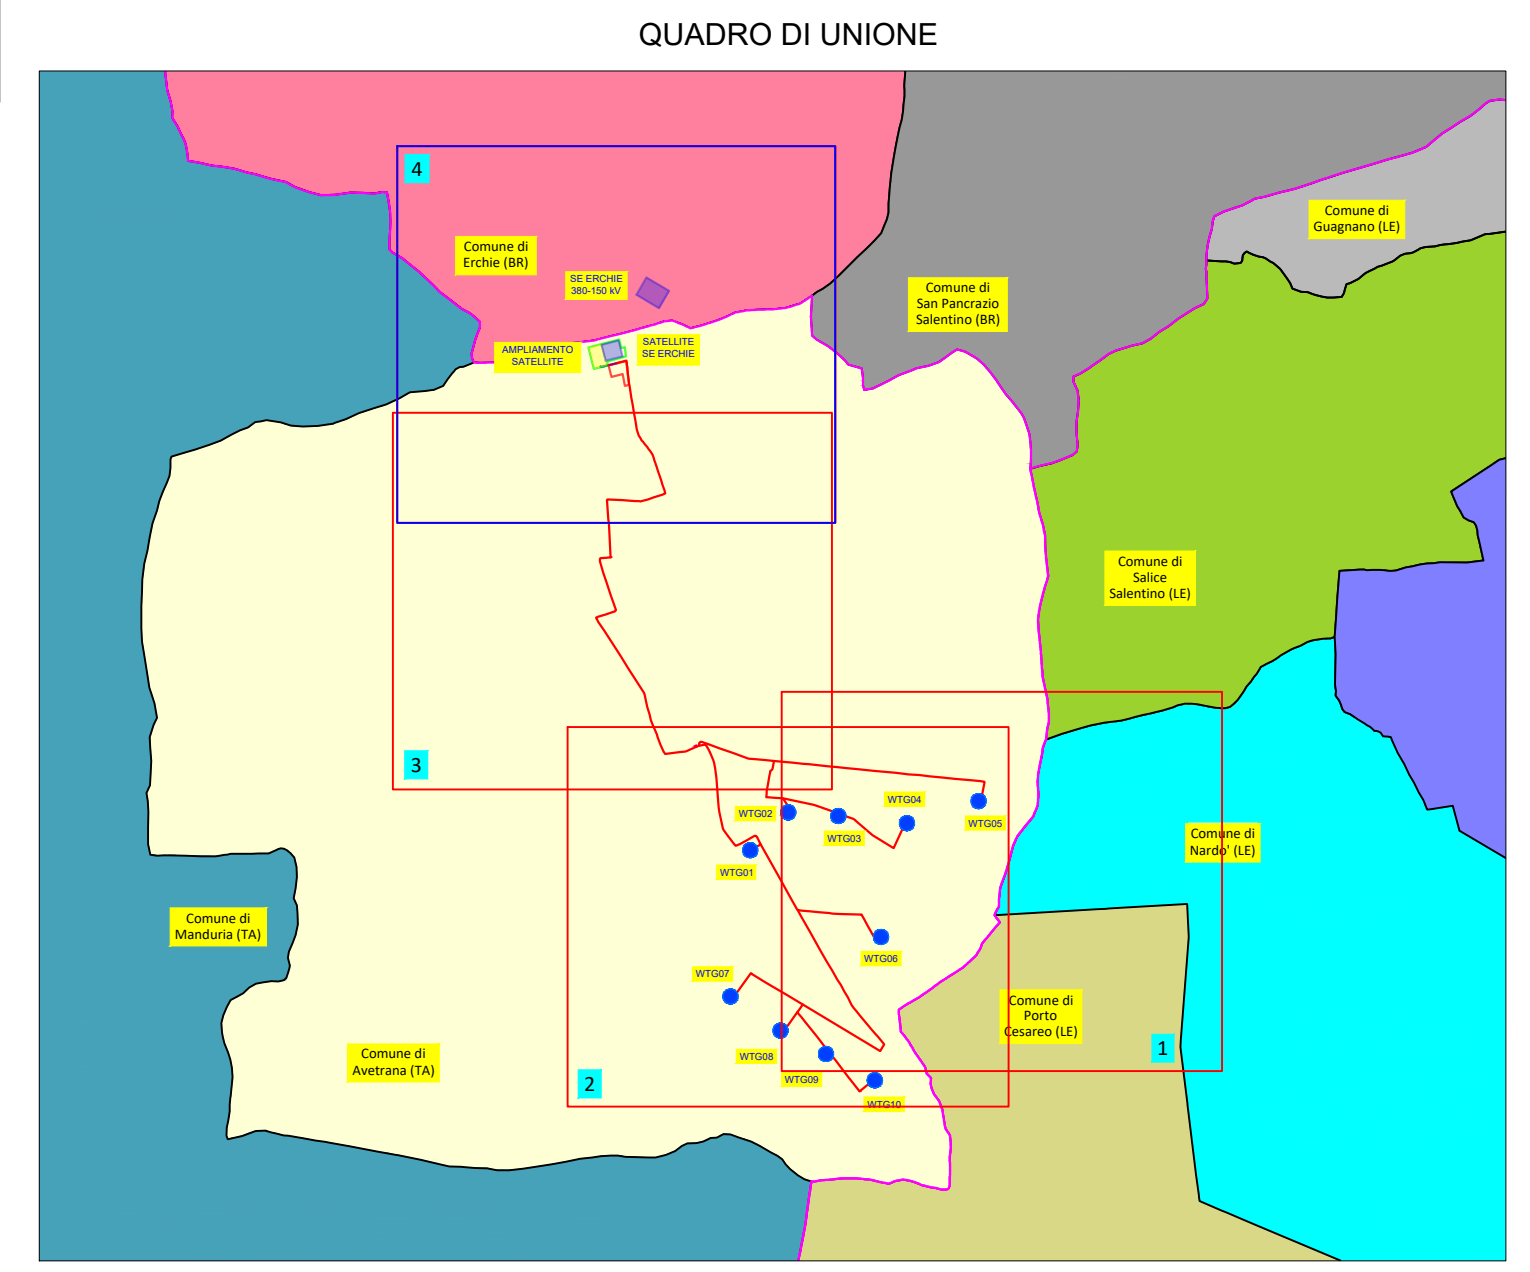 QUADRO DI UNIONE
4
Comune di
Erchie (BR)
SE ERCHIE
380-150 kV
Comune di
San Pancrazio
Salentino (BR)
Comune di
Guagnano (LE)
AMPLIAMENTO
SATELLITE
SATELLITE
SE ERCHIE
Comune di
Salice
Salentino (LE)
3
WTG02
WTG03
WTG04
WTG05
Comune di
Nardo' (LE)
WTG01
Comune di
Manduria (TA)
WTG06
WTG07
Comune di
Porto
Cesareo (LE)
1
WTG08
Comune di
Avetrana (TA)
2
WTG09
WTG10